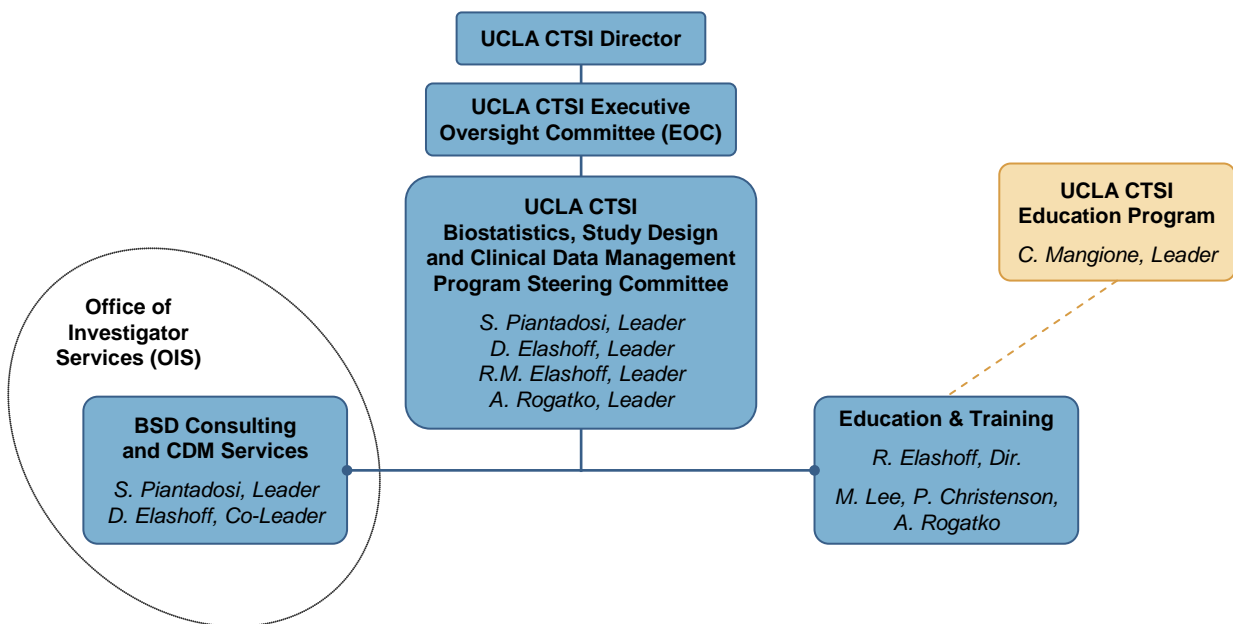 UCLA CTSI Director
UCLA CTSI Executive
Oversight Committee (EOC)
UCLA CTSI
Biostatistics, Study Design
and Clinical Data Management
Program Steering Committee
S. Piantadosi, Leader
D. Elashoff, Leader
R.M. Elashoff, Leader
A. Rogatko, Leader
UCLA CTSI
Education Program
C. Mangione, Leader
Office of
Investigator
Services (OIS)
BSD Consulting
and CDM Services
S. Piantadosi, Leader
D. Elashoff, Co-Leader
Education & Training
R. Elashoff, Dir.
M. Lee, P. Christenson,
A. Rogatko